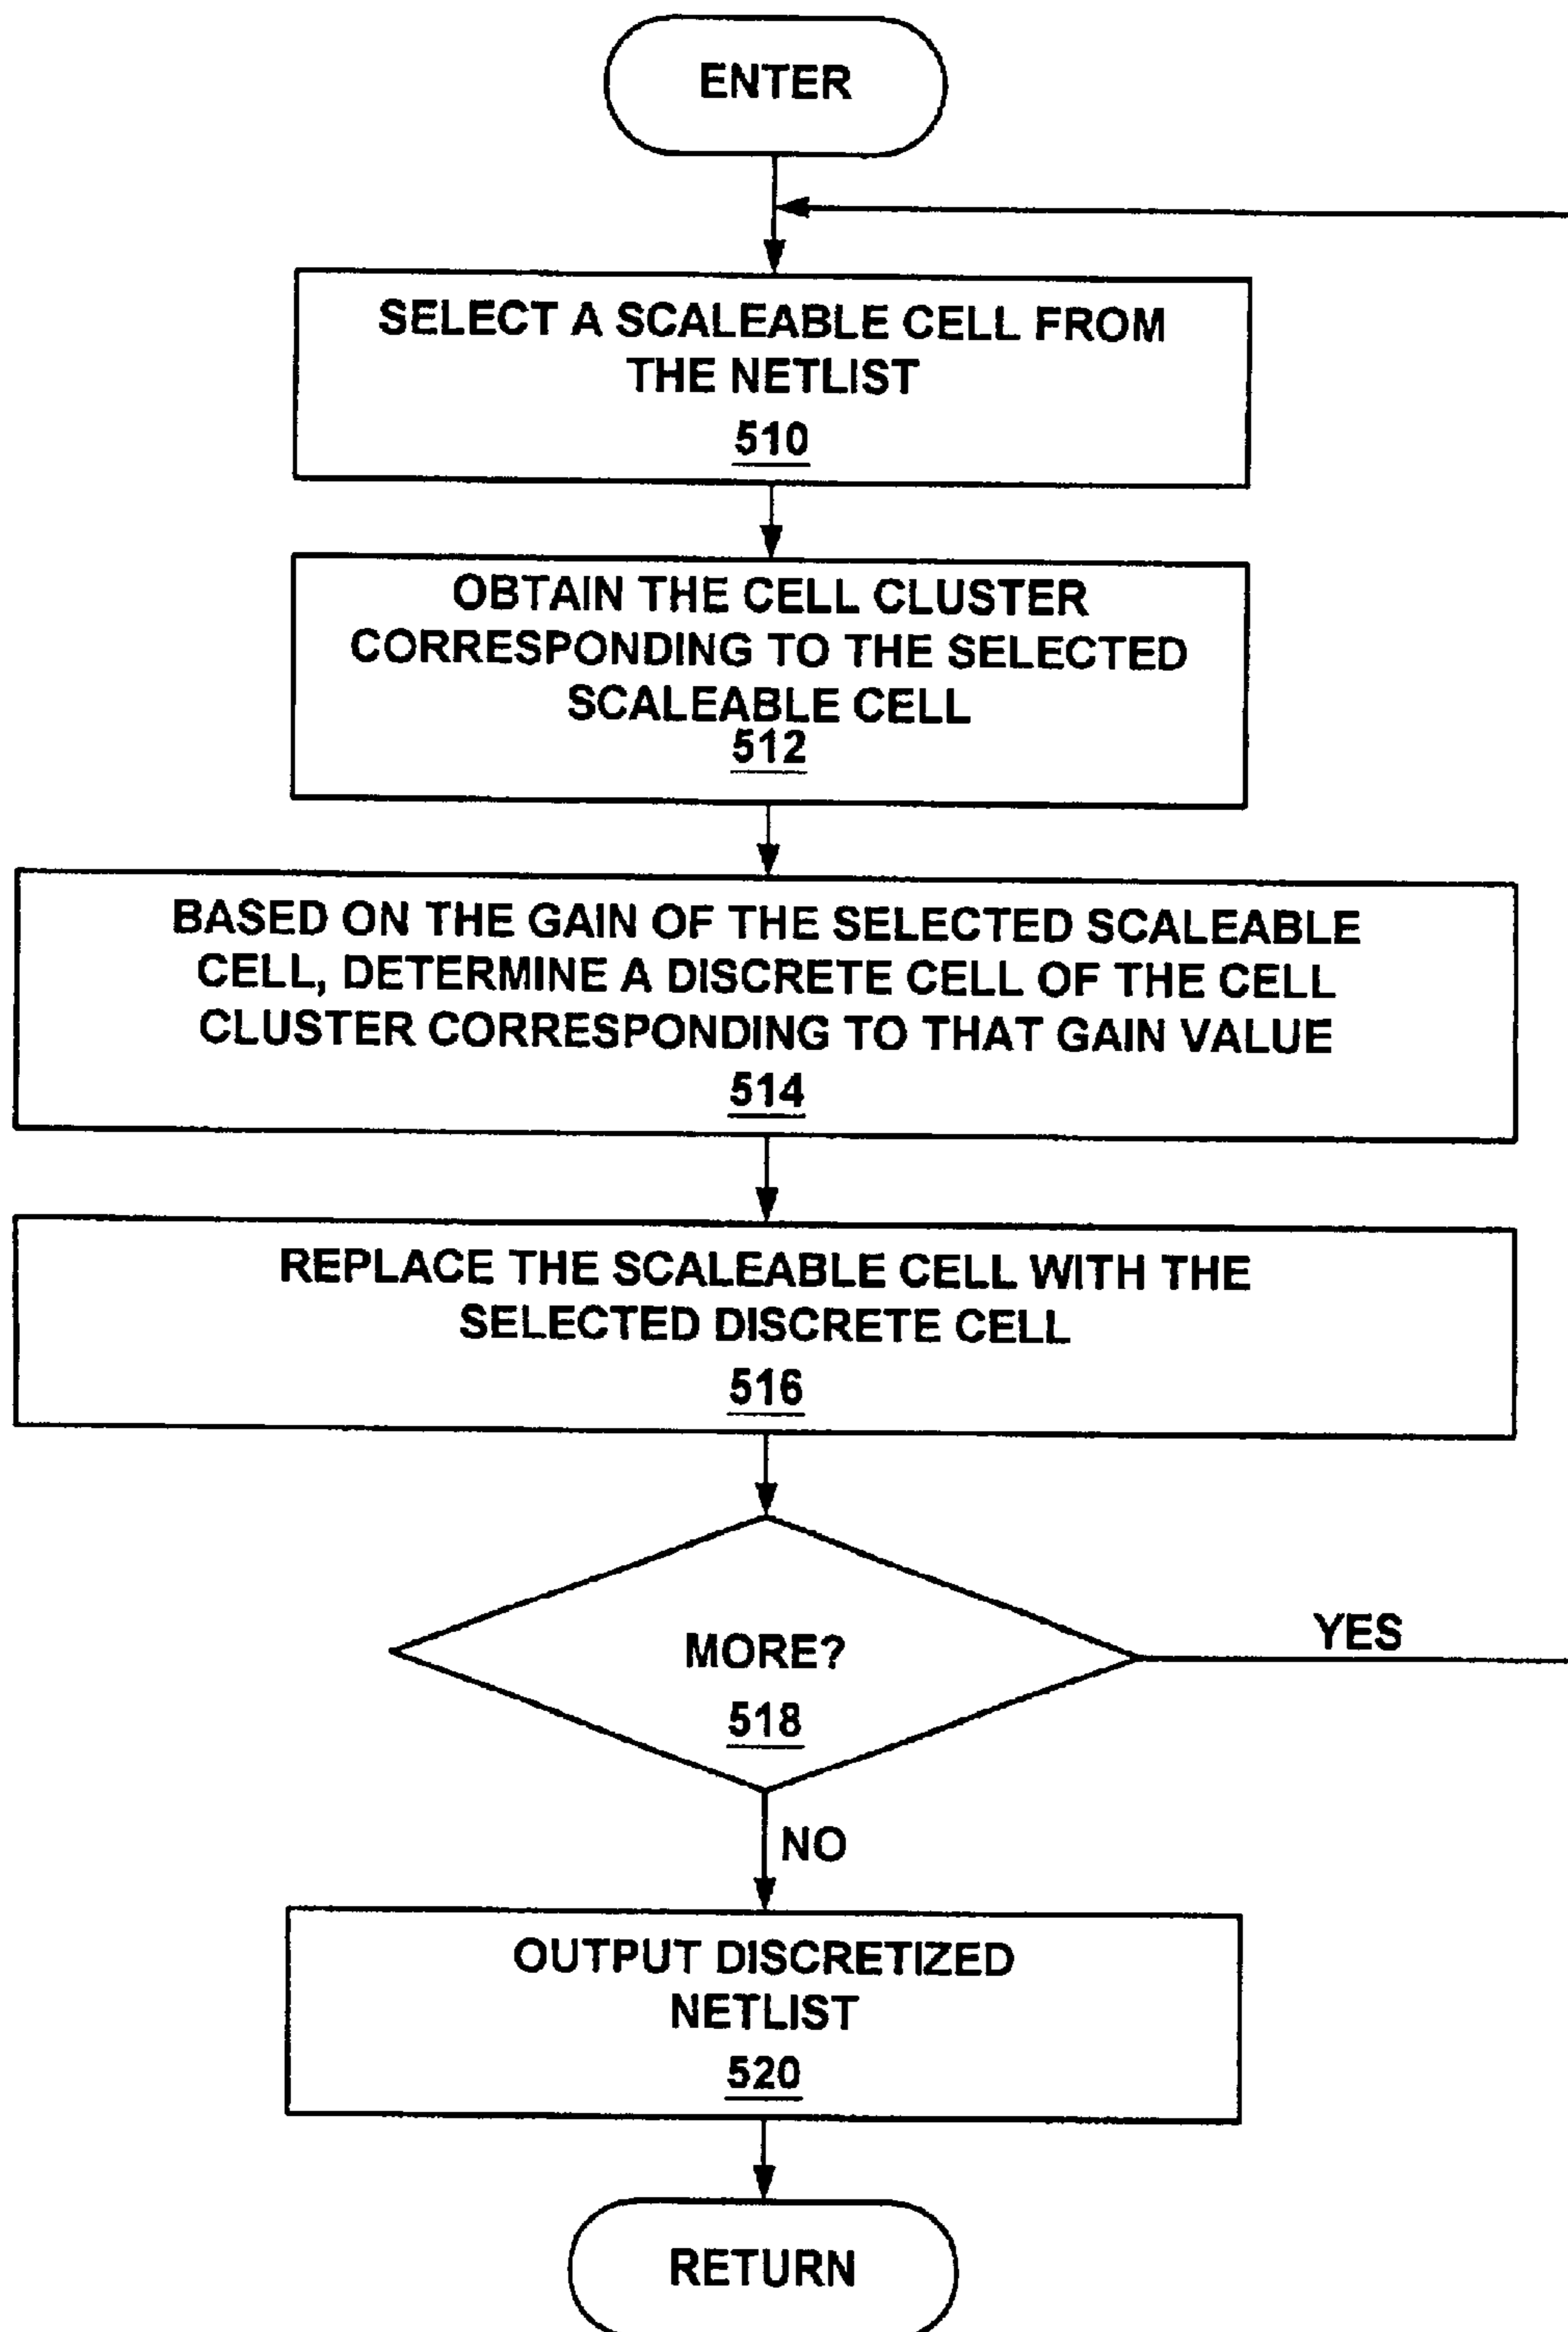 ENTER
SELECT A SCALEABLE CELL FROM
THE NETLIST
510
OBTAIN THE CELL CLUSTER
CORRESPONDING TO THE SELECTED
SCALEABLE CELL
512
BASED ON THE GAIN OF THE SELECTED SCALEABLE
CELL, DETERMINE A DISCRETE CELL OF THE CELL
CLUSTER CORRESPONDING TO THAT GAIN VALUE
514
REPLACE THE SCALEABLE CELL WITH THE
SELECTED DISCRETE CELL
516
MORE?
518
YES
NO
OUTPUT DISCRETIZED
NETLIST
520
RETURN